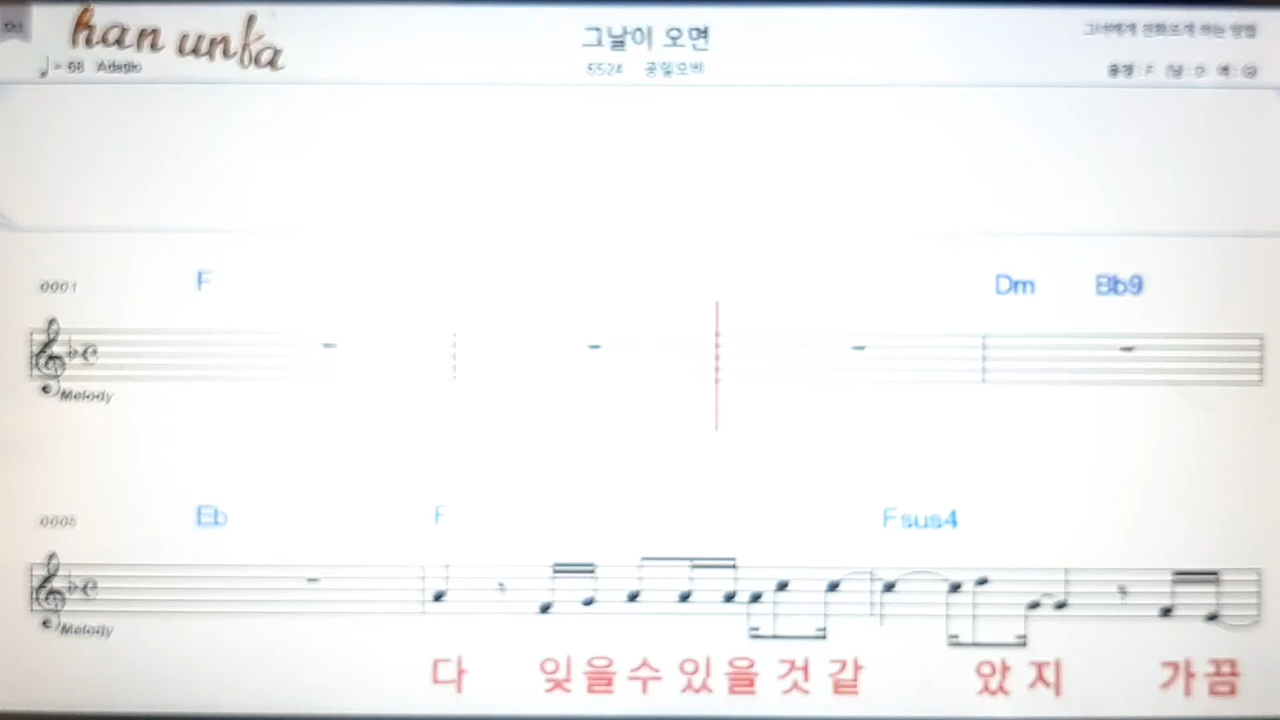 han unfa
그날이 오면
♩= 68 Adagio
5524 공일오비
0001 F Dm Bb9
Melody
0005 Eb F Fsus4
Melody
다 잊을수있을것같 았지 가끔